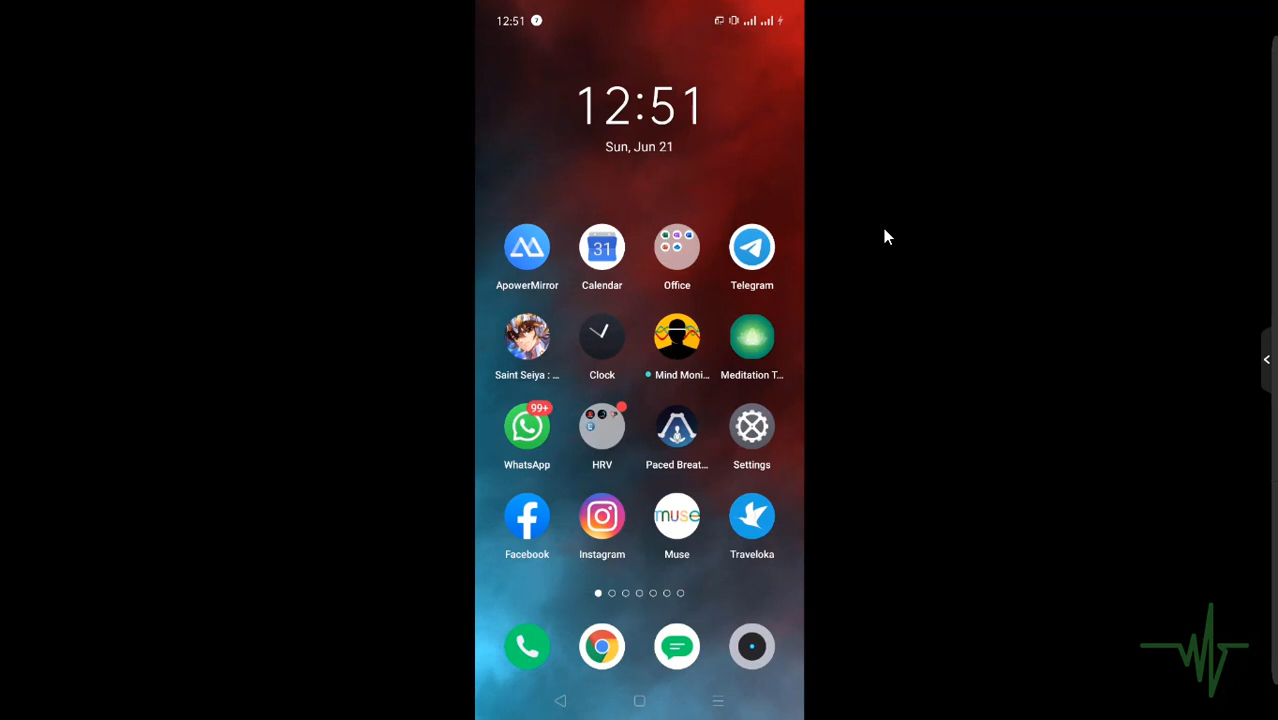 12:51 7
12:51
Sun, Jun 21
31
ApowerMirror Calendar Office Telegram
Saint Seiya : ... Clock Mind Moni... Meditation T...
99+
WhatsApp HRV Paced Breat... Settings
muse
Facebook Instagram Muse Traveloka